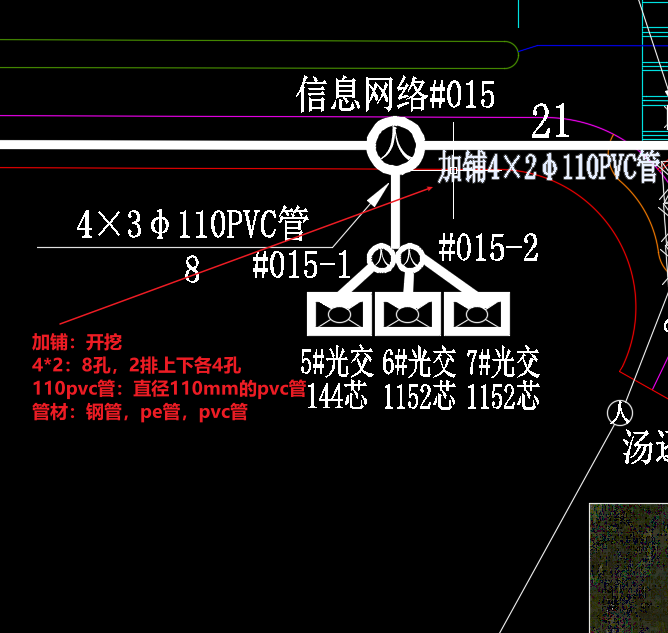 信息网络#015
21
加铺4×2φ110PVC管
4×3φ110PVC管
8
#015-1
#015-2
人
人
人
加铺：开挖
4*2：8孔，2排上下各4孔
110pvc管：直径110mm的pvc管
管材：钢管，pe管，pvc管
5#光交 6#光交 7#光交
144芯 1152芯 1152芯
人
汤